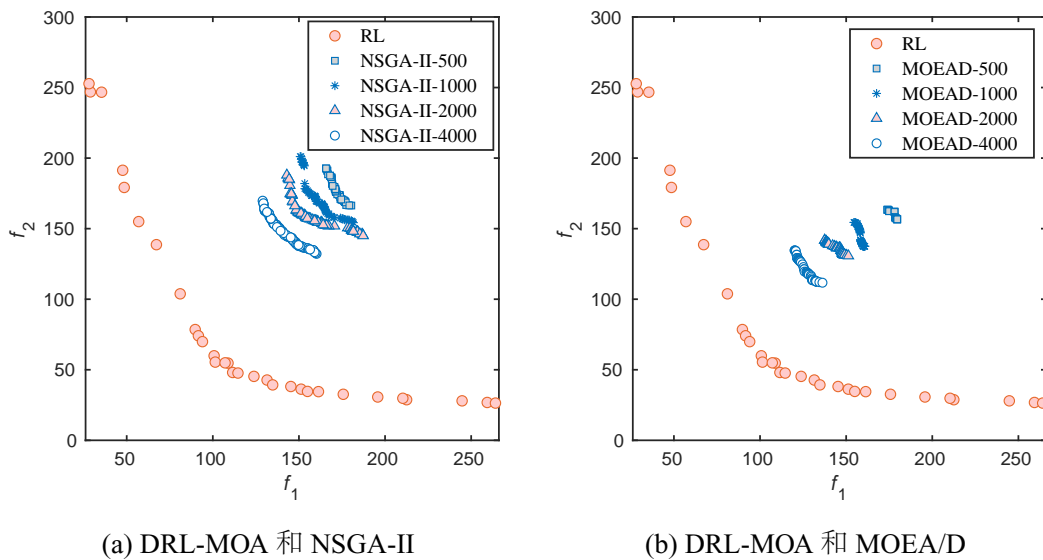 300
250
200
150
100
50
0
f2
50
100
150
200
250
f1
RL
NSGA-II-500
NSGA-II-1000
NSGA-II-2000
NSGA-II-4000
(a) DRL-MOA 和 NSGA-II
300
250
200
150
100
50
0
f2
50
100
150
200
250
f1
RL
MOEAD-500
MOEAD-1000
MOEAD-2000
MOEAD-4000
(b) DRL-MOA 和 MOEA/D